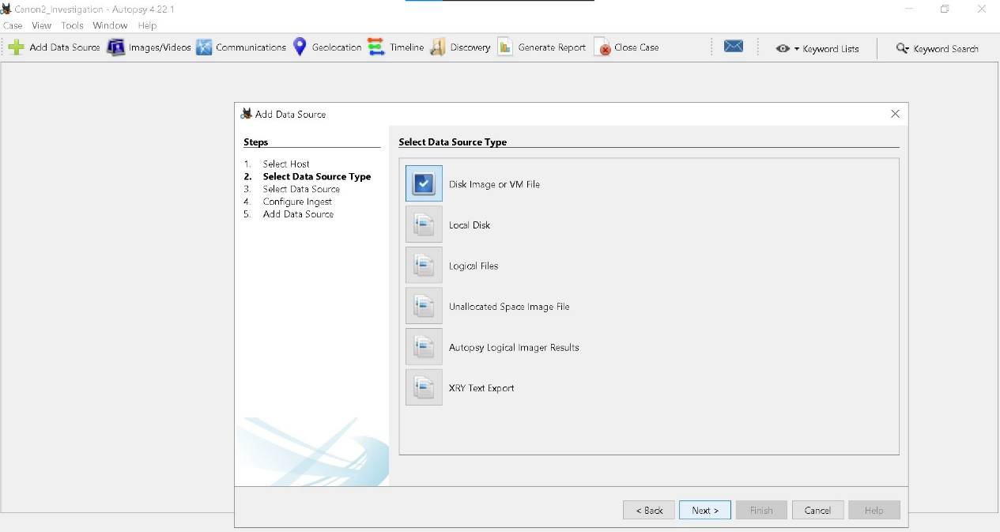 Canon2_Investigation - Autopsy 4.22.1
Case View Tools Window Help
Add Data Source Images/Videos Communications Geolocation Timeline Discovery Generate Report Close Case Keyword Lists Keyword Search
Add Data Source
Steps
1. Select Host
2. Select Data Source Type
3. Select Data Source
4. Configure Ingest
5. Add Data Source
Select Data Source Type
Disk Image or VM File
Local Disk
Logical Files
Unallocated Space Image File
Autopsy Logical Imager Results
XRY Text Export
< Back Next > Finish Cancel Help